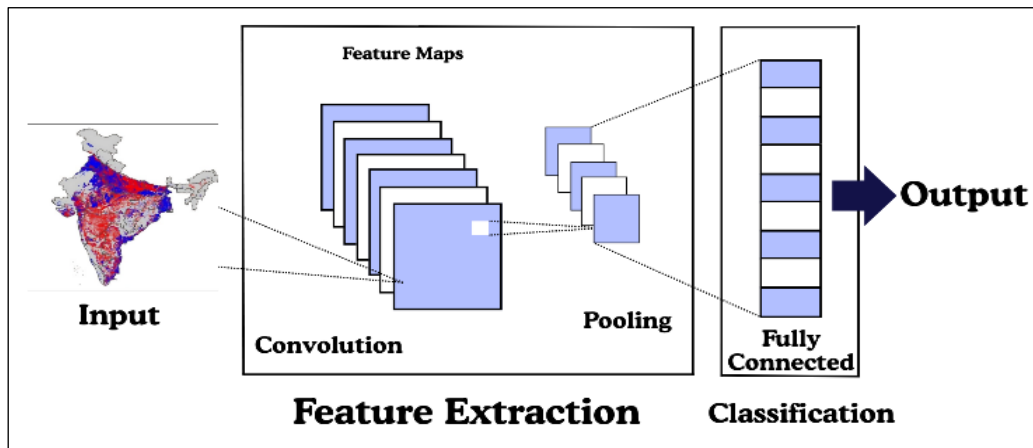 Feature Maps
Input
Convolution
Pooling
Fully
Connected
Output
Feature Extraction
Classification